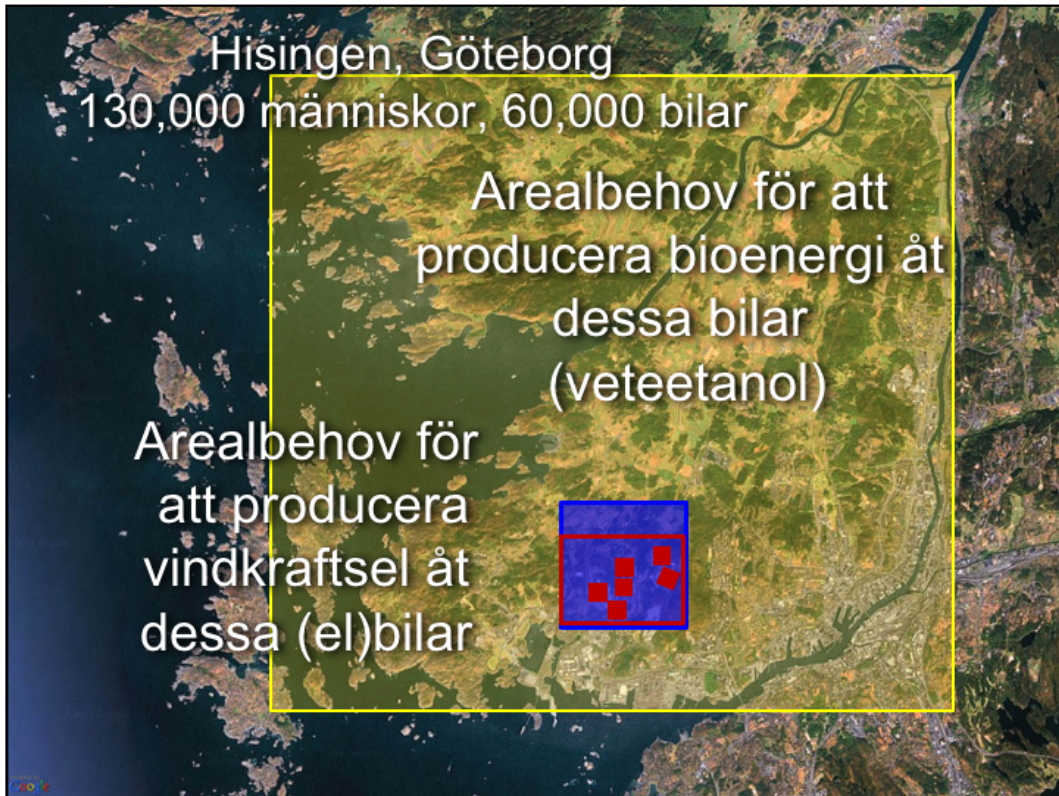 Hisingen, Göteborg
130,000 människor, 60,000 bilar
Arealbehov för att
producera bioenergi åt
dessa bilar
(veteetanol)
Arealbehov för
att producera
vindkraftsel åt
dessa (el)bilar
Google